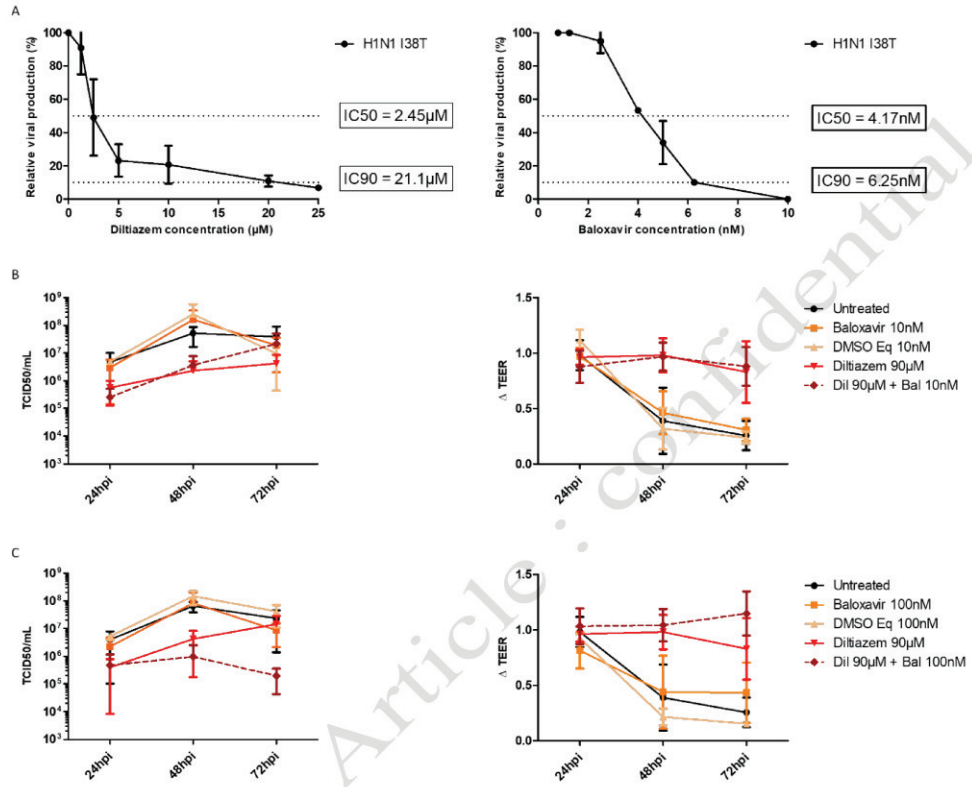 A
Relative viral production (%)
100
80
60
40
20
0
0 5 10 15 20 25
Diltiazem concentration (µM)
H1N1 I38T
IC50 = 2.45µM
IC90 = 21.1µM
Relative viral production (%)
100
80
60
40
20
0
2 4 6 8 10
Baloxavir concentration (nM)
H1N1 I38T
IC50 = 4.17nM
IC90 = 6.25nM
B
TCID50/mL
10⁹
10⁸
10⁷
10⁶
10⁵
10⁴
10³
24hpi 48hpi 72hpi
Δ TEER
1.5
1.0
0.5
0.0
24hpi 48hpi 72hpi
Untreated
Baloxavir 10nM
DMSO Eq 10nM
Diltiazem 90µM
Dil 90µM + Bal 10nM
C
TCID50/mL
10⁹
10⁸
10⁷
10⁶
10⁵
10⁴
10³
24hpi 48hpi 72hpi
Δ TEER
1.5
1.0
0.5
0.0
24hpi 48hpi 72hpi
Untreated
Baloxavir 100nM
DMSO Eq 100nM
Diltiazem 90µM
Dil 90µM + Bal 100nM
Article : confidential